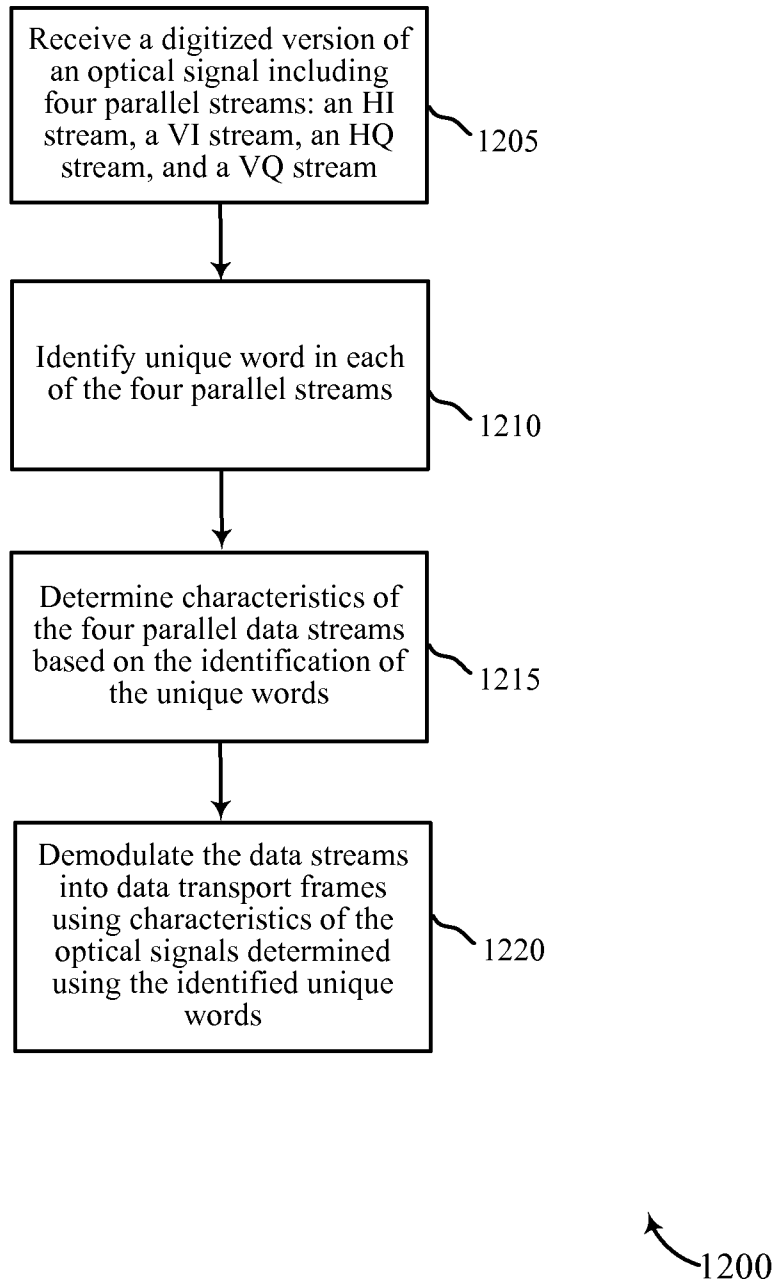 Receive a digitized version of
an optical signal including
four parallel streams: an HI
stream, a VI stream, an HQ
stream, and a VQ stream
1205
Identify unique word in each
of the four parallel streams
1210
Determine characteristics of
the four parallel data streams
based on the identification of
the unique words
1215
Demodulate the data streams
into data transport frames
using characteristics of the
optical signals determined
using the identified unique
words
1220
1200